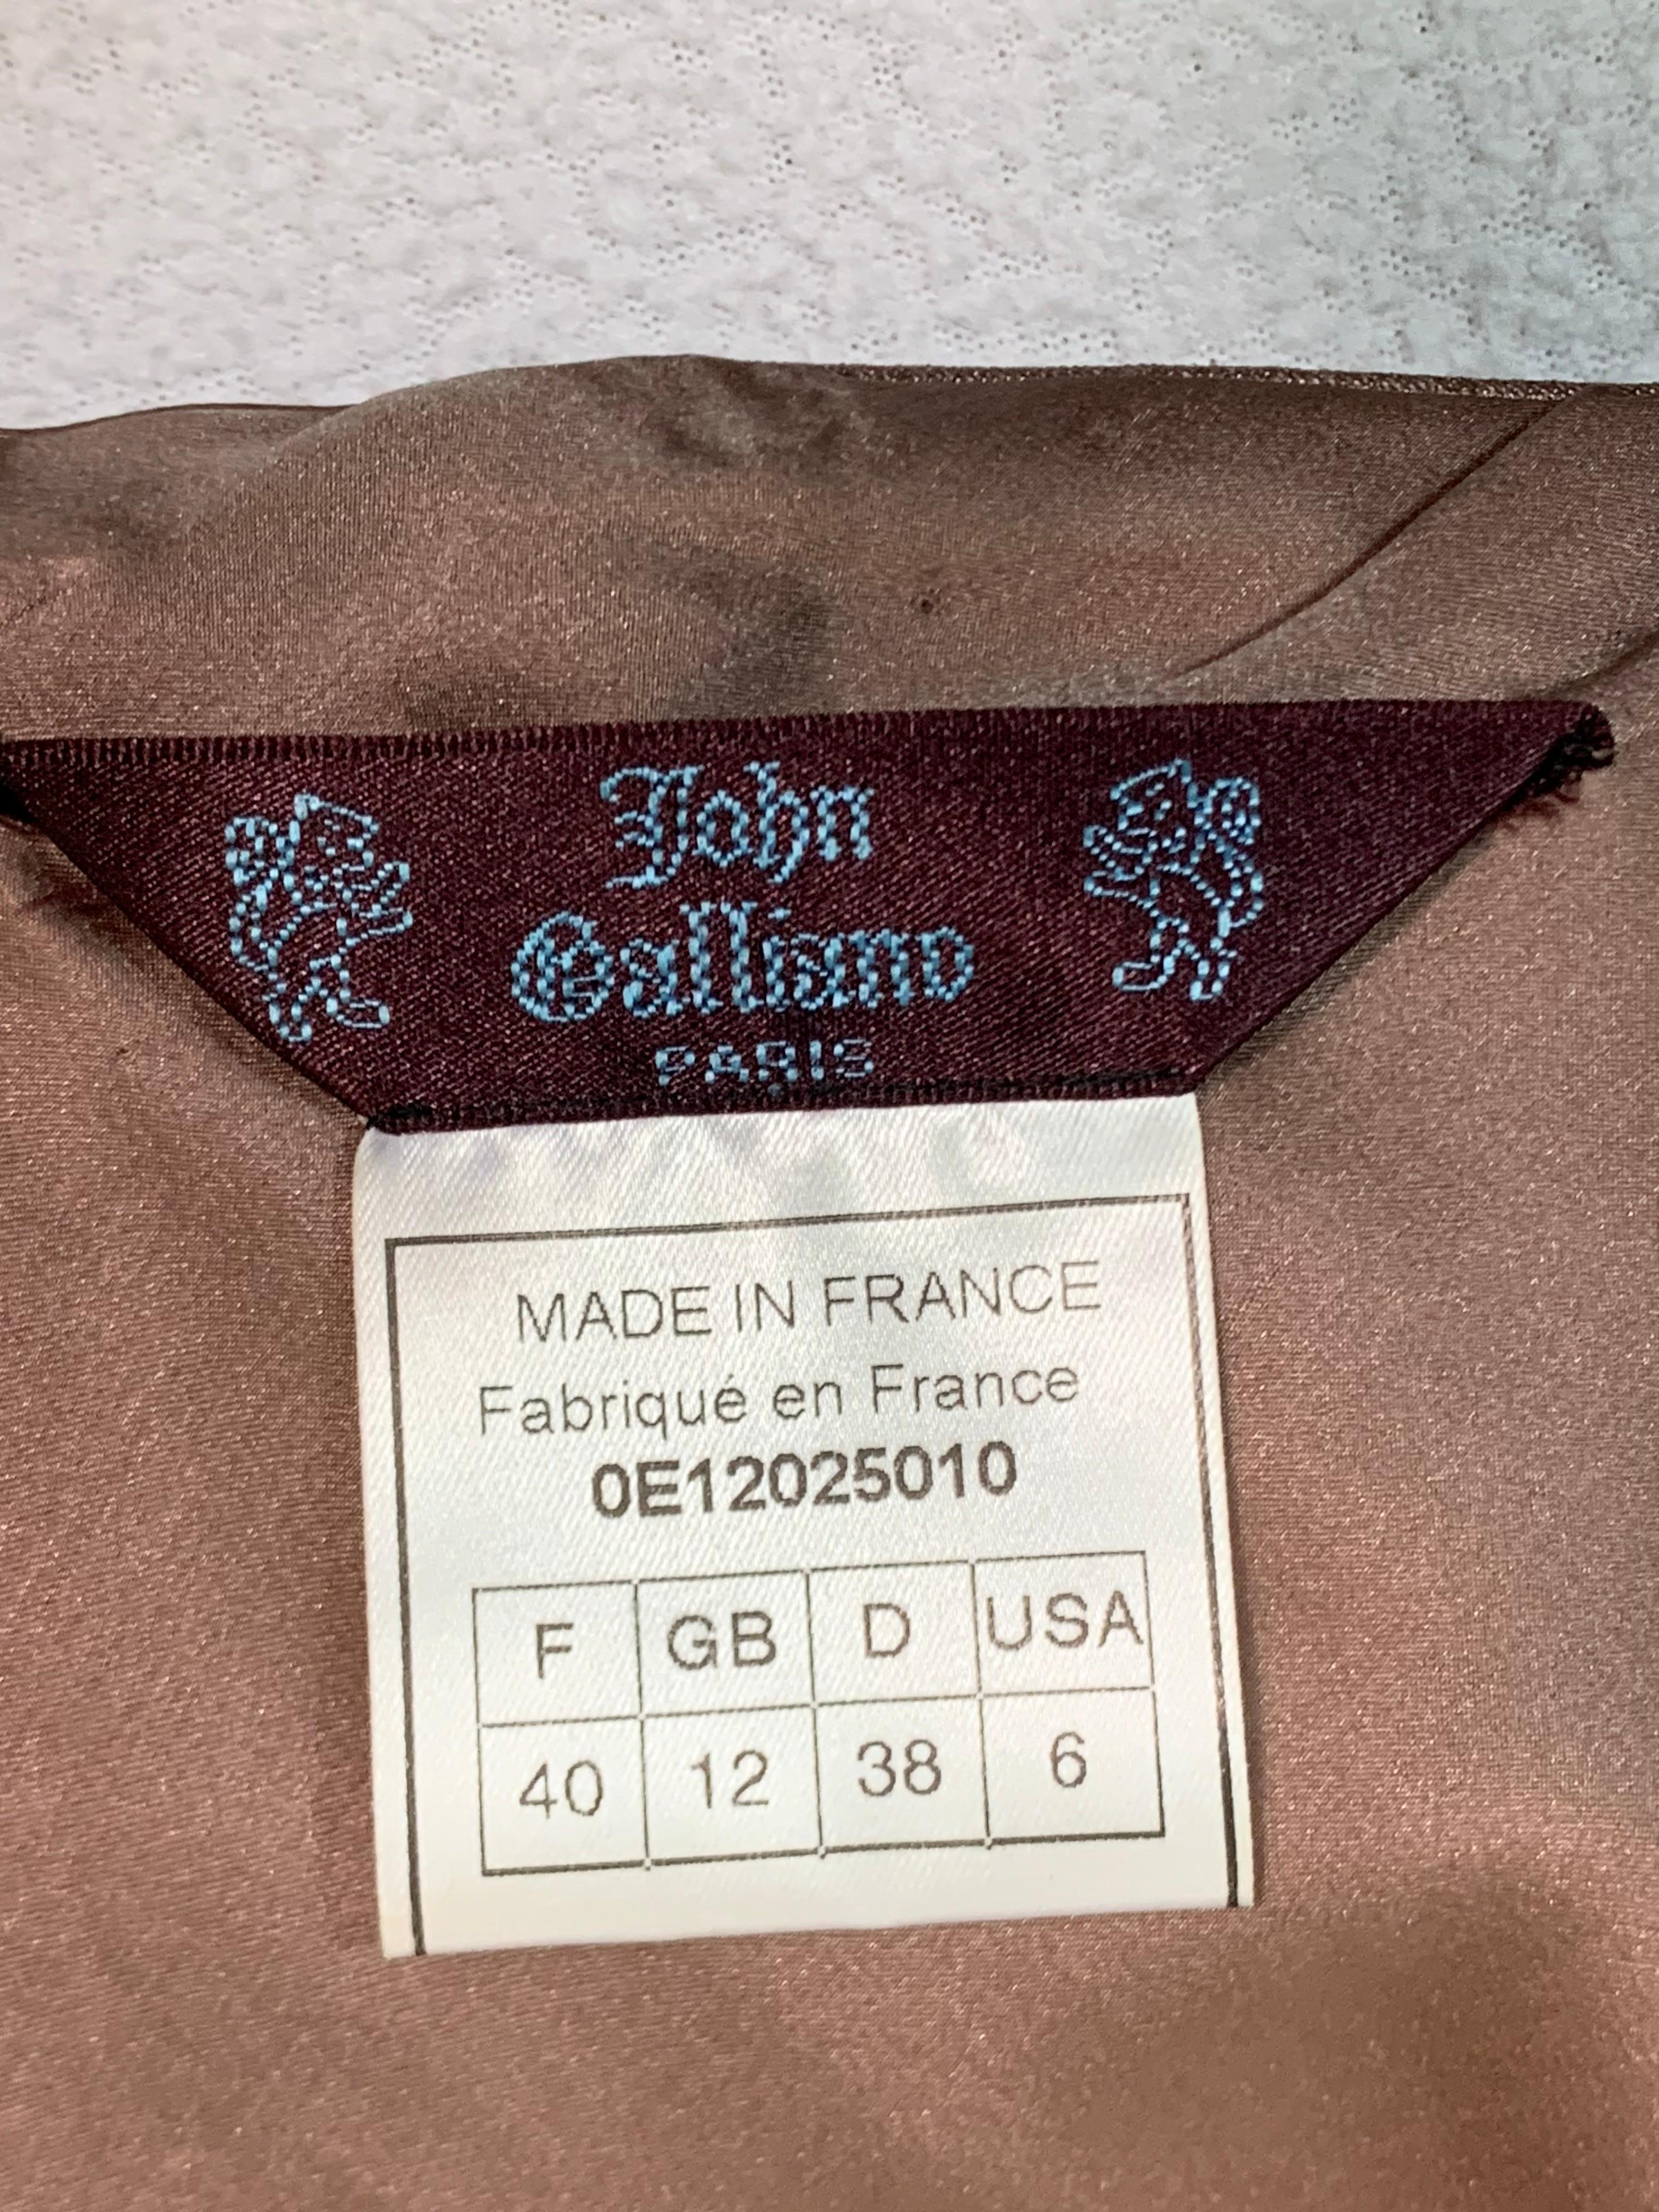 John
Galliano
PARIS
MADE IN FRANCE
Fabriqué en France
0E12025010
F GB D USA
40 12 38 6